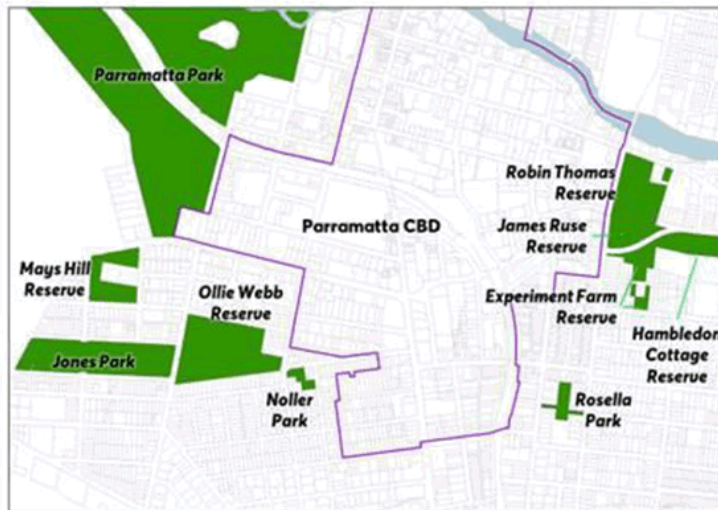 Parramatta Park
Robin Thomas
Reserve
Parramatta CBD
James Ruse
Reserve
Mays Hill
Reserve
Ollie Webb
Reserve
Experiment Farm
Reserve
Hambledon
Cottage
Reserve
Jones Park
Noller
Park
Rosella
Park